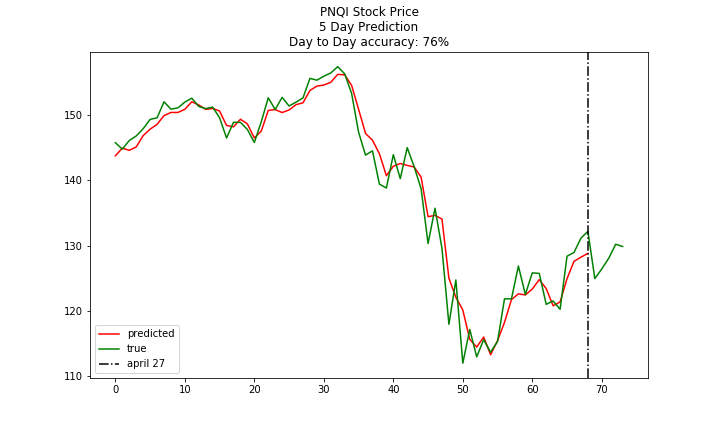 PNQI Stock Price
5 Day Prediction
Day to Day accuracy: 76%
150
140
130
120
110
predicted
true
april 27
0 10 20 30 40 50 60 70